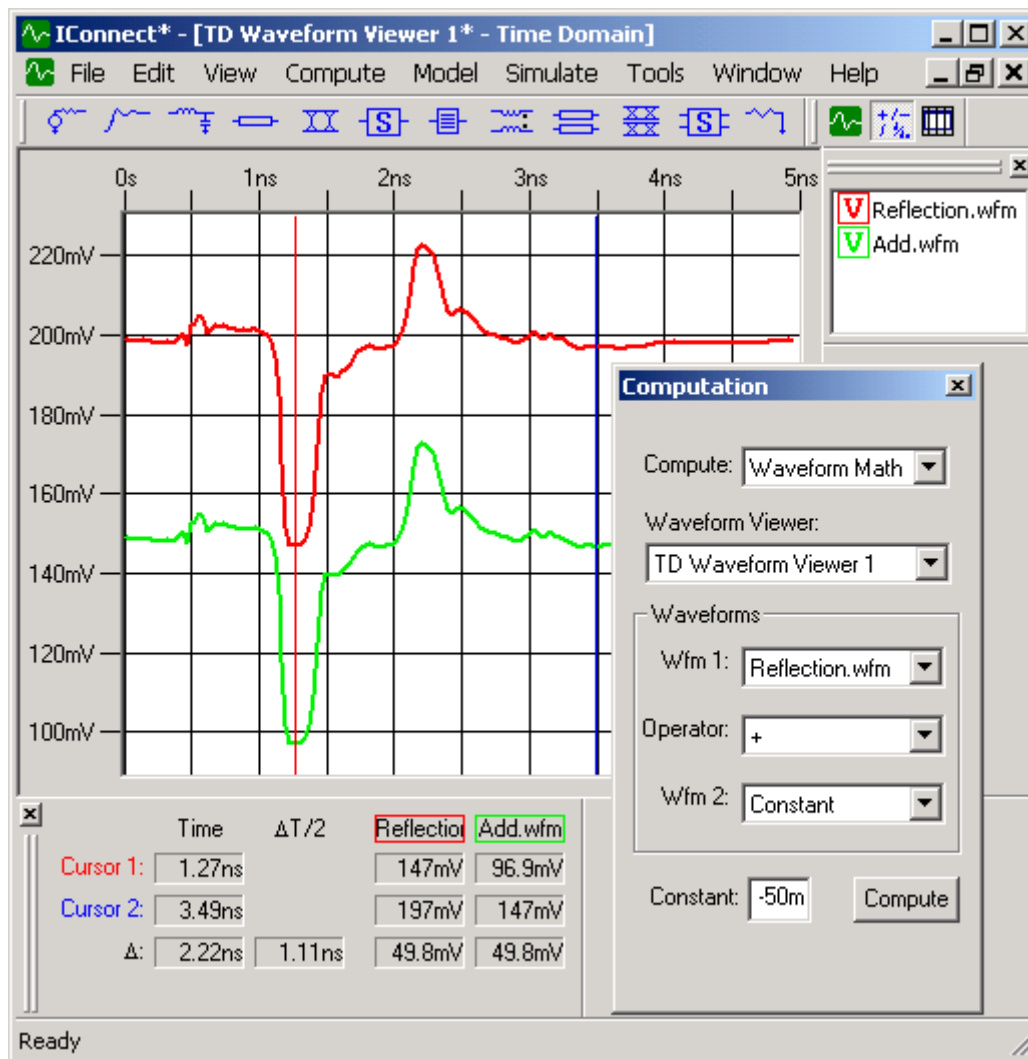 IConnect* - [TD Waveform Viewer 1* - Time Domain]
File Edit View Compute Model Simulate Tools Window Help
S S
0s 1ns 2ns 3ns 4ns 5ns
Reflection.wfm
Add.wfm
220mV
200mV
180mV
160mV
140mV
120mV
100mV
Computation
Compute: Waveform Math
Waveform Viewer:
TD Waveform Viewer 1
Waveforms
Wfm 1: Reflection.wfm
Operator: +
Wfm 2: Constant
Constant: -50m Compute
Time ΔT/2 Reflection Add.wfm
Cursor 1: 1.27ns 147mV 96.9mV
Cursor 2: 3.49ns 197mV 147mV
Δ: 2.22ns 1.11ns 49.8mV 49.8mV
Ready